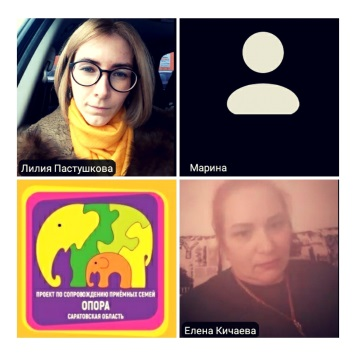 Лилия Пастушкова
Марина
ПРОЕКТ ПО СОПРОВОЖДЕНИЮ ПРИЁМНЫХ СЕМЕЙ
ОПОРА
САРАТОВСКАЯ ОБЛАСТЬ
Елена Кичаева